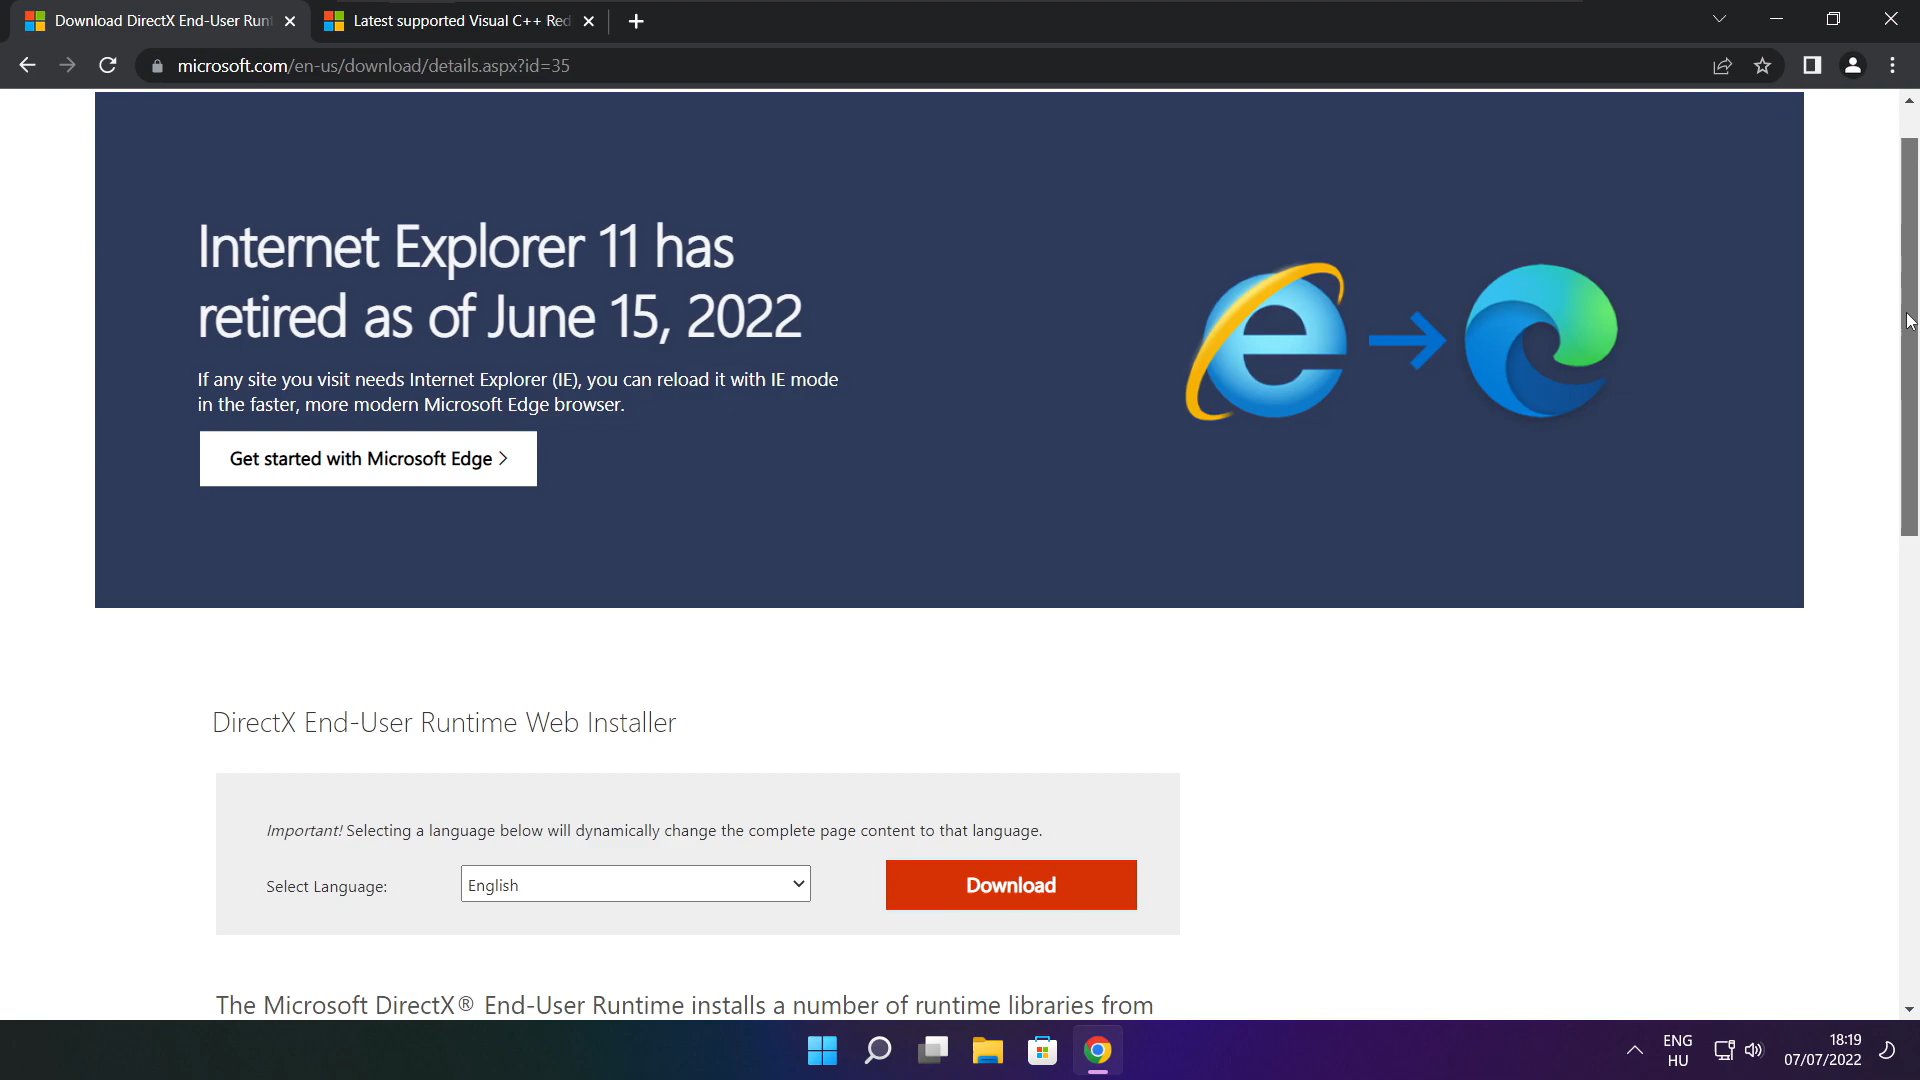 Download DirectX End-User Run
Latest supported Visual C++ Red
microsoft.com/en-us/download/details.aspx?id=35
Internet Explorer 11 has
retired as of June 15, 2022
If any site you visit needs Internet Explorer (IE), you can reload it with IE mode
in the faster, more modern Microsoft Edge browser.
Get started with Microsoft Edge >
DirectX End-User Runtime Web Installer
Important! Selecting a language below will dynamically change the complete page content to that language.
Select Language:
English
Download
The Microsoft DirectX® End-User Runtime installs a number of runtime libraries from
ENG
HU
18:19
07/07/2022